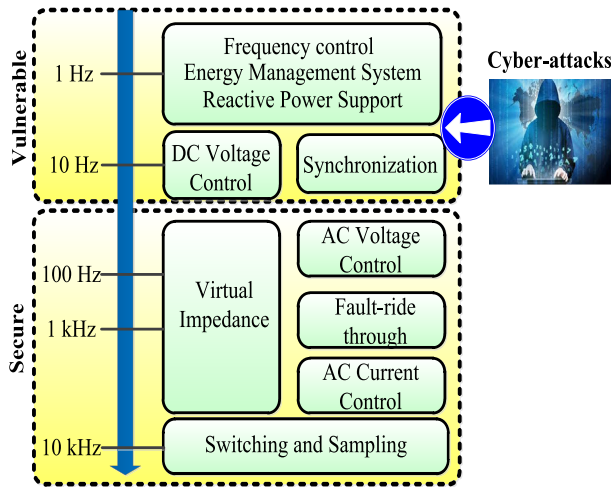 Vulnerable
1 Hz
10 Hz
Frequency control
Energy Management System
Reactive Power Support
DC Voltage
Control
Synchronization
Cyber-attacks
Secure
100 Hz
1 kHz
10 kHz
Virtual
Impedance
AC Voltage
Control
Fault-ride
through
AC Current
Control
Switching and Sampling